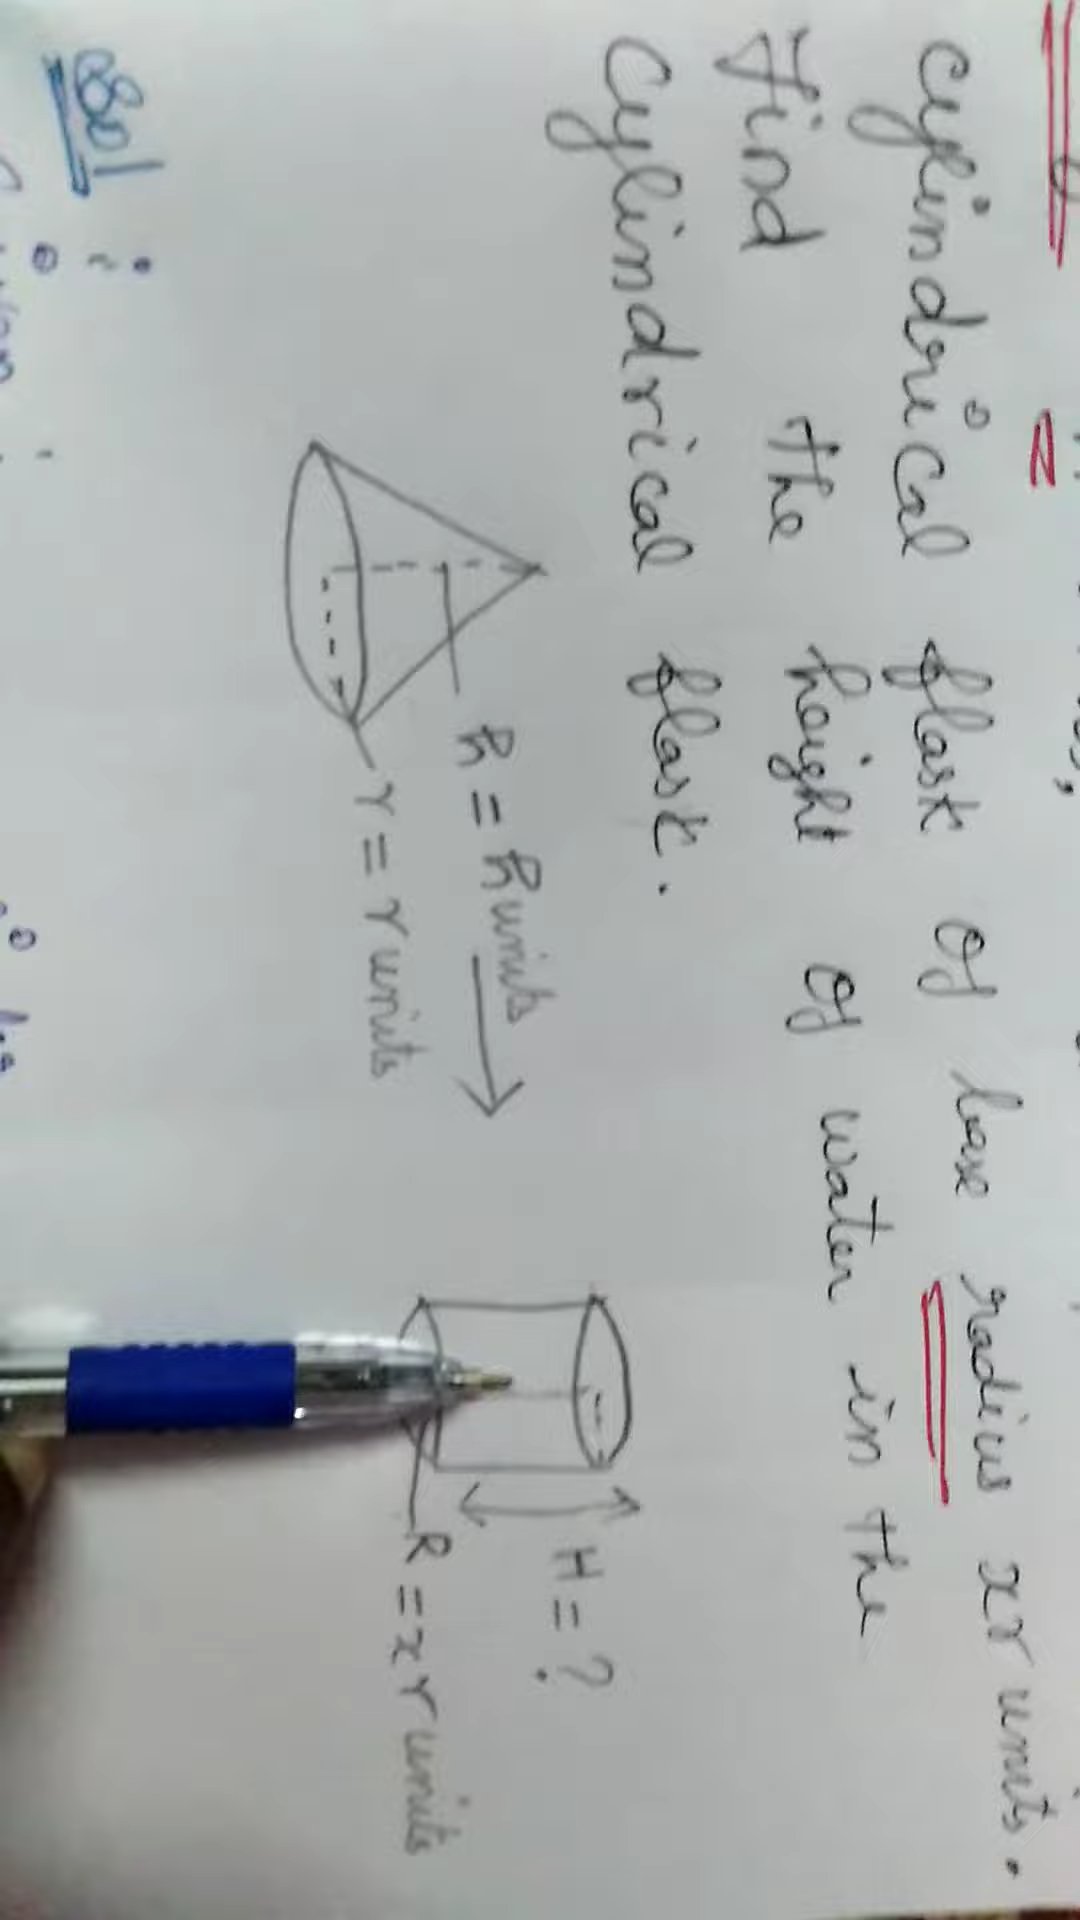 cylindrical flask of base radius xr units.
Find the height of water in the
Cylindrical flask.
h = h units
r = r units
H = ?
R = xr units
Sol :